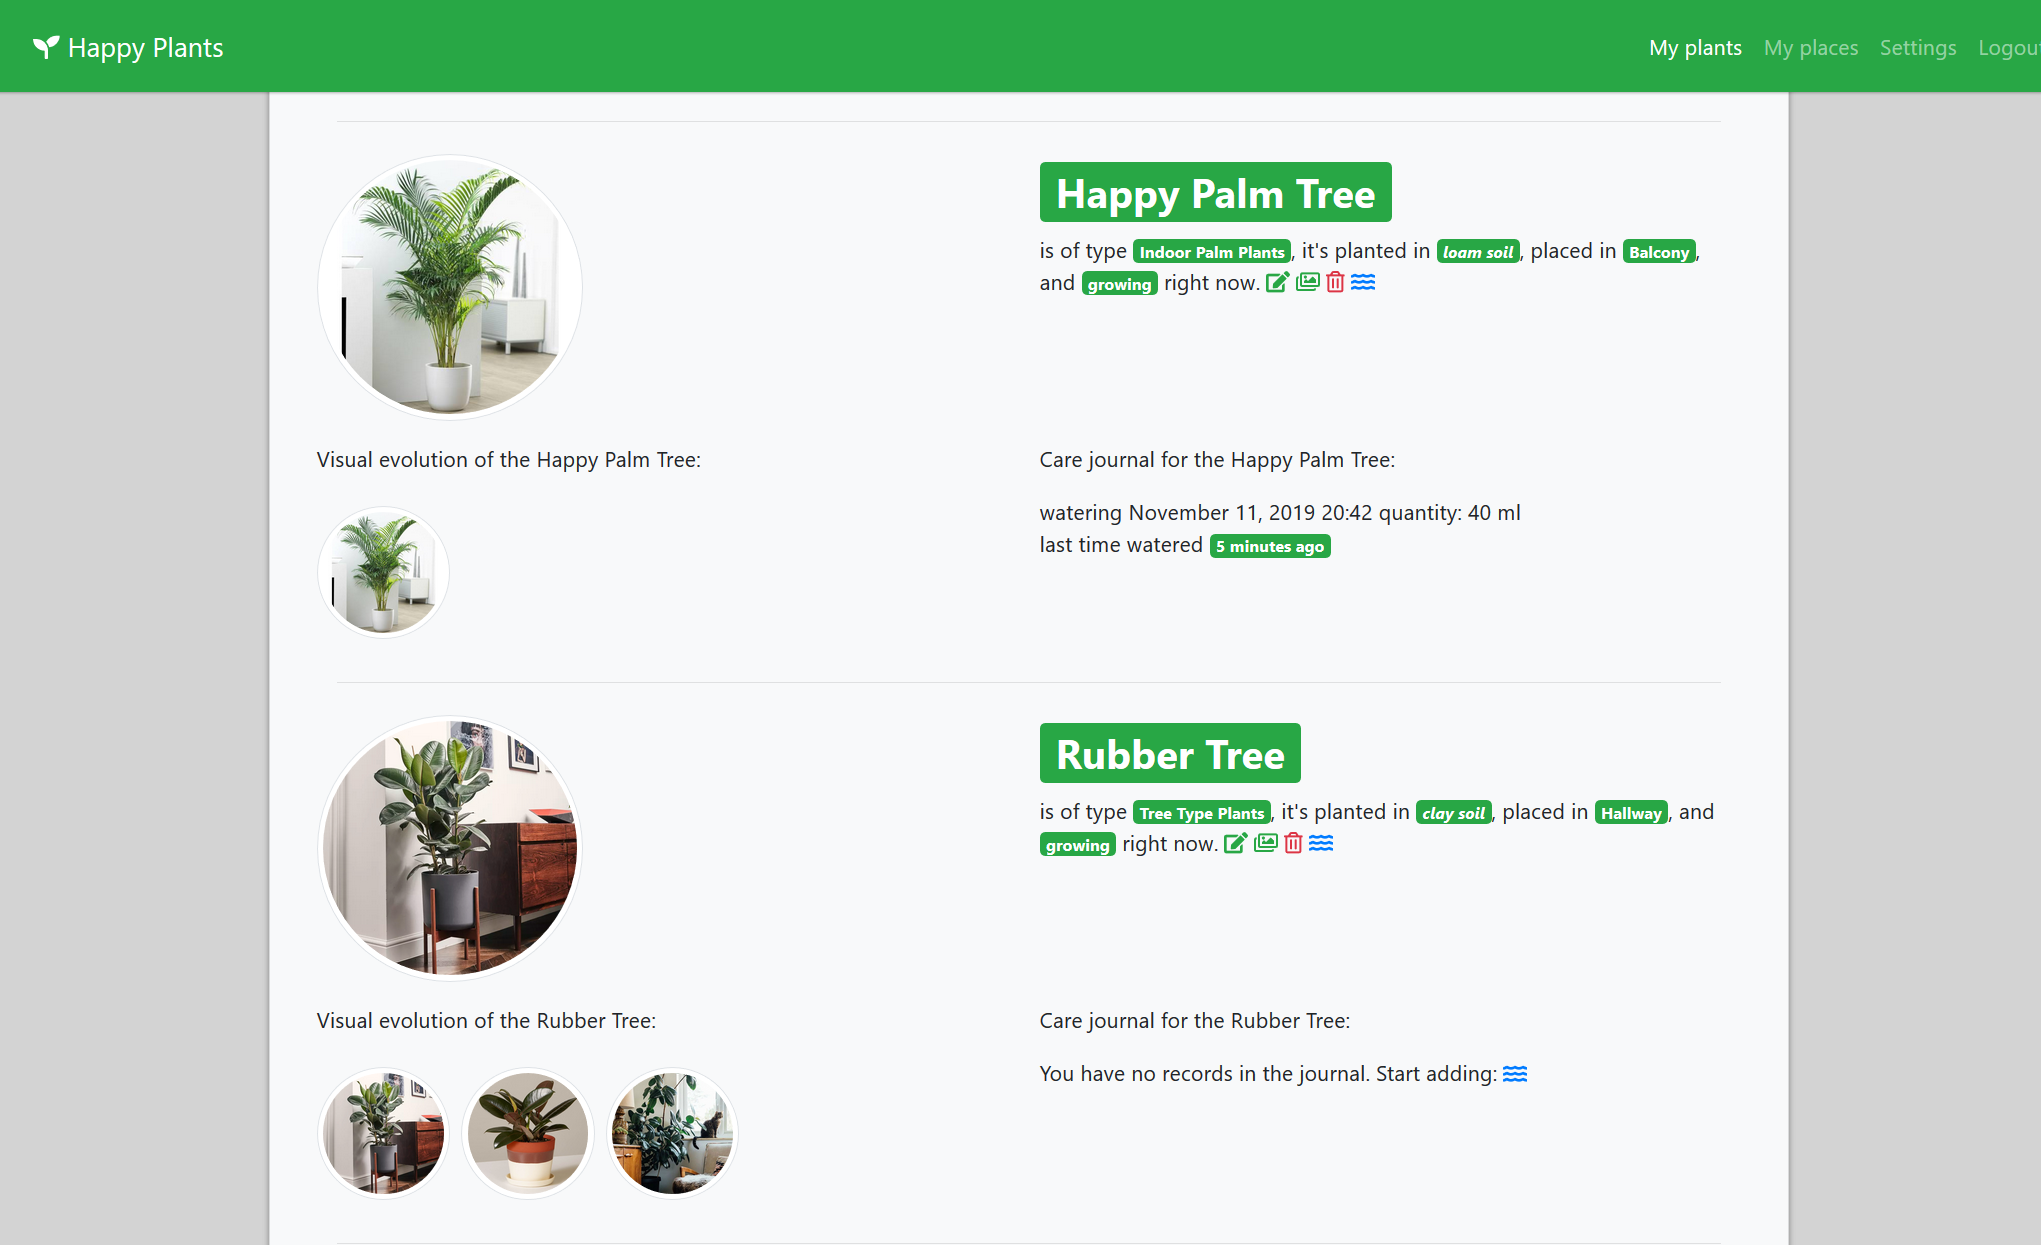 Happy Plants
My plants My places Settings Logou
Happy Palm Tree
is of type Indoor Palm Plants, it's planted in loam soil, placed in Balcony,
and growing right now.
Visual evolution of the Happy Palm Tree:
Care journal for the Happy Palm Tree:
watering November 11, 2019 20:42 quantity: 40 ml
last time watered 5 minutes ago
Rubber Tree
is of type Tree Type Plants, it's planted in clay soil, placed in Hallway, and
growing right now.
Visual evolution of the Rubber Tree:
Care journal for the Rubber Tree:
You have no records in the journal. Start adding: